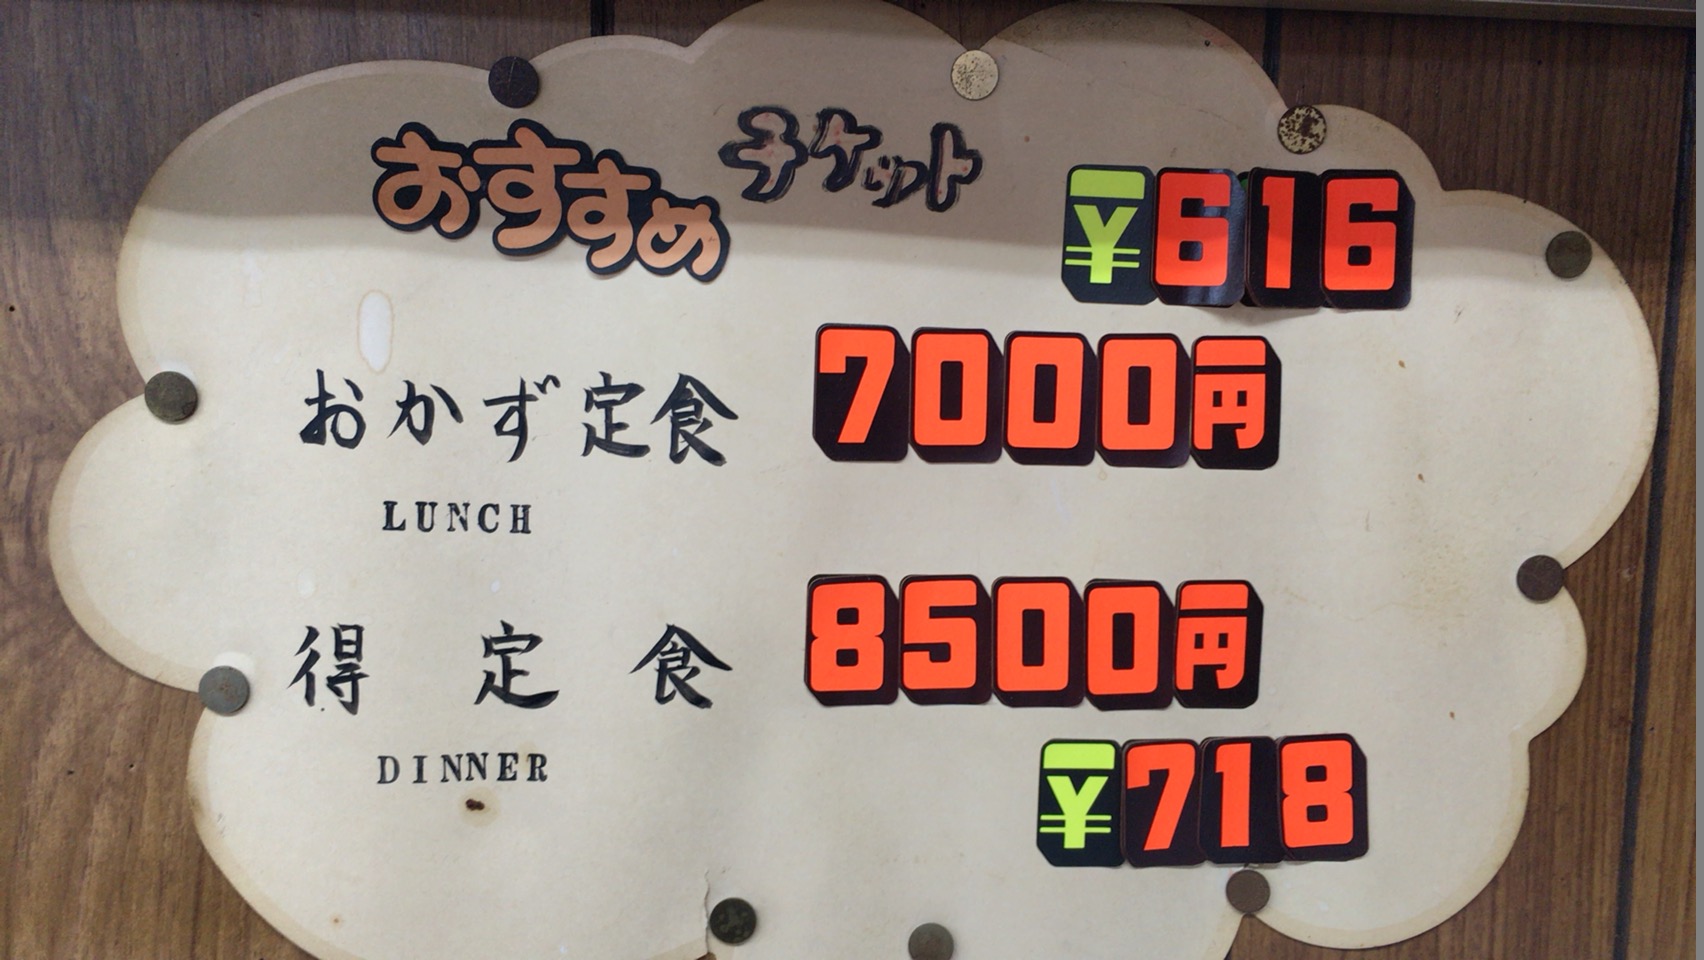 おすすめ チケット ¥616
おかず定食 7000円
LUNCH
得定食 8500円
DINNER
¥718